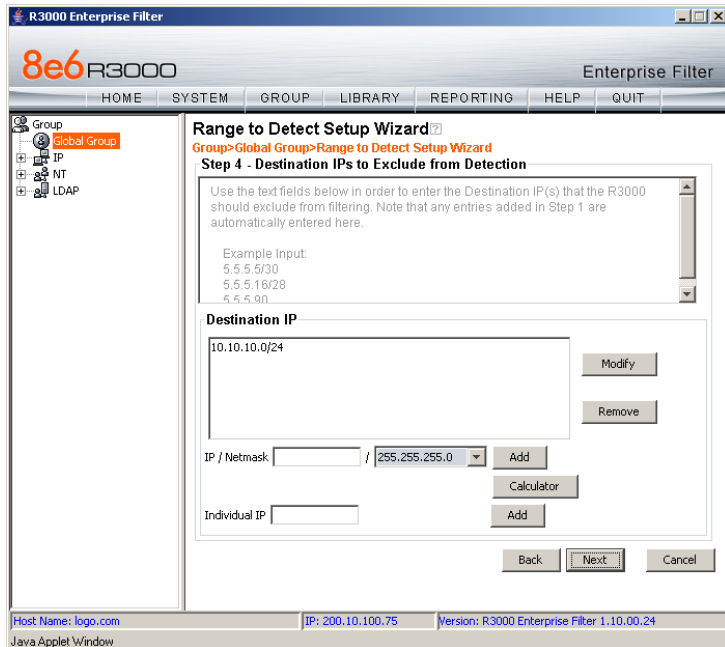 R3000 Enterprise Filter
8e6 R3000
Enterprise Filter
HOME SYSTEM GROUP LIBRARY REPORTING HELP QUIT
Group
Global Group
IP
NT
LDAP
Range to Detect Setup Wizard
Group>Global Group>Range to Detect Setup Wizard
Step 4 - Destination IPs to Exclude from Detection
Use the text fields below in order to enter the Destination IP(s) that the R3000
should exclude from filtering. Note that any entries added in Step 1 are
automatically entered here.
Example Input:
5.5.5.5/30
5.5.5.16/28
5.5.5.90
Destination IP
10.10.10.0/24
Modify
Remove
IP / Netmask / 255.255.255.0 Add
Calculator
Individual IP Add
Back Next Cancel
Host Name: logo.com IP: 200.10.100.75 Version: R3000 Enterprise Filter 1.10.00.24
Java Applet Window